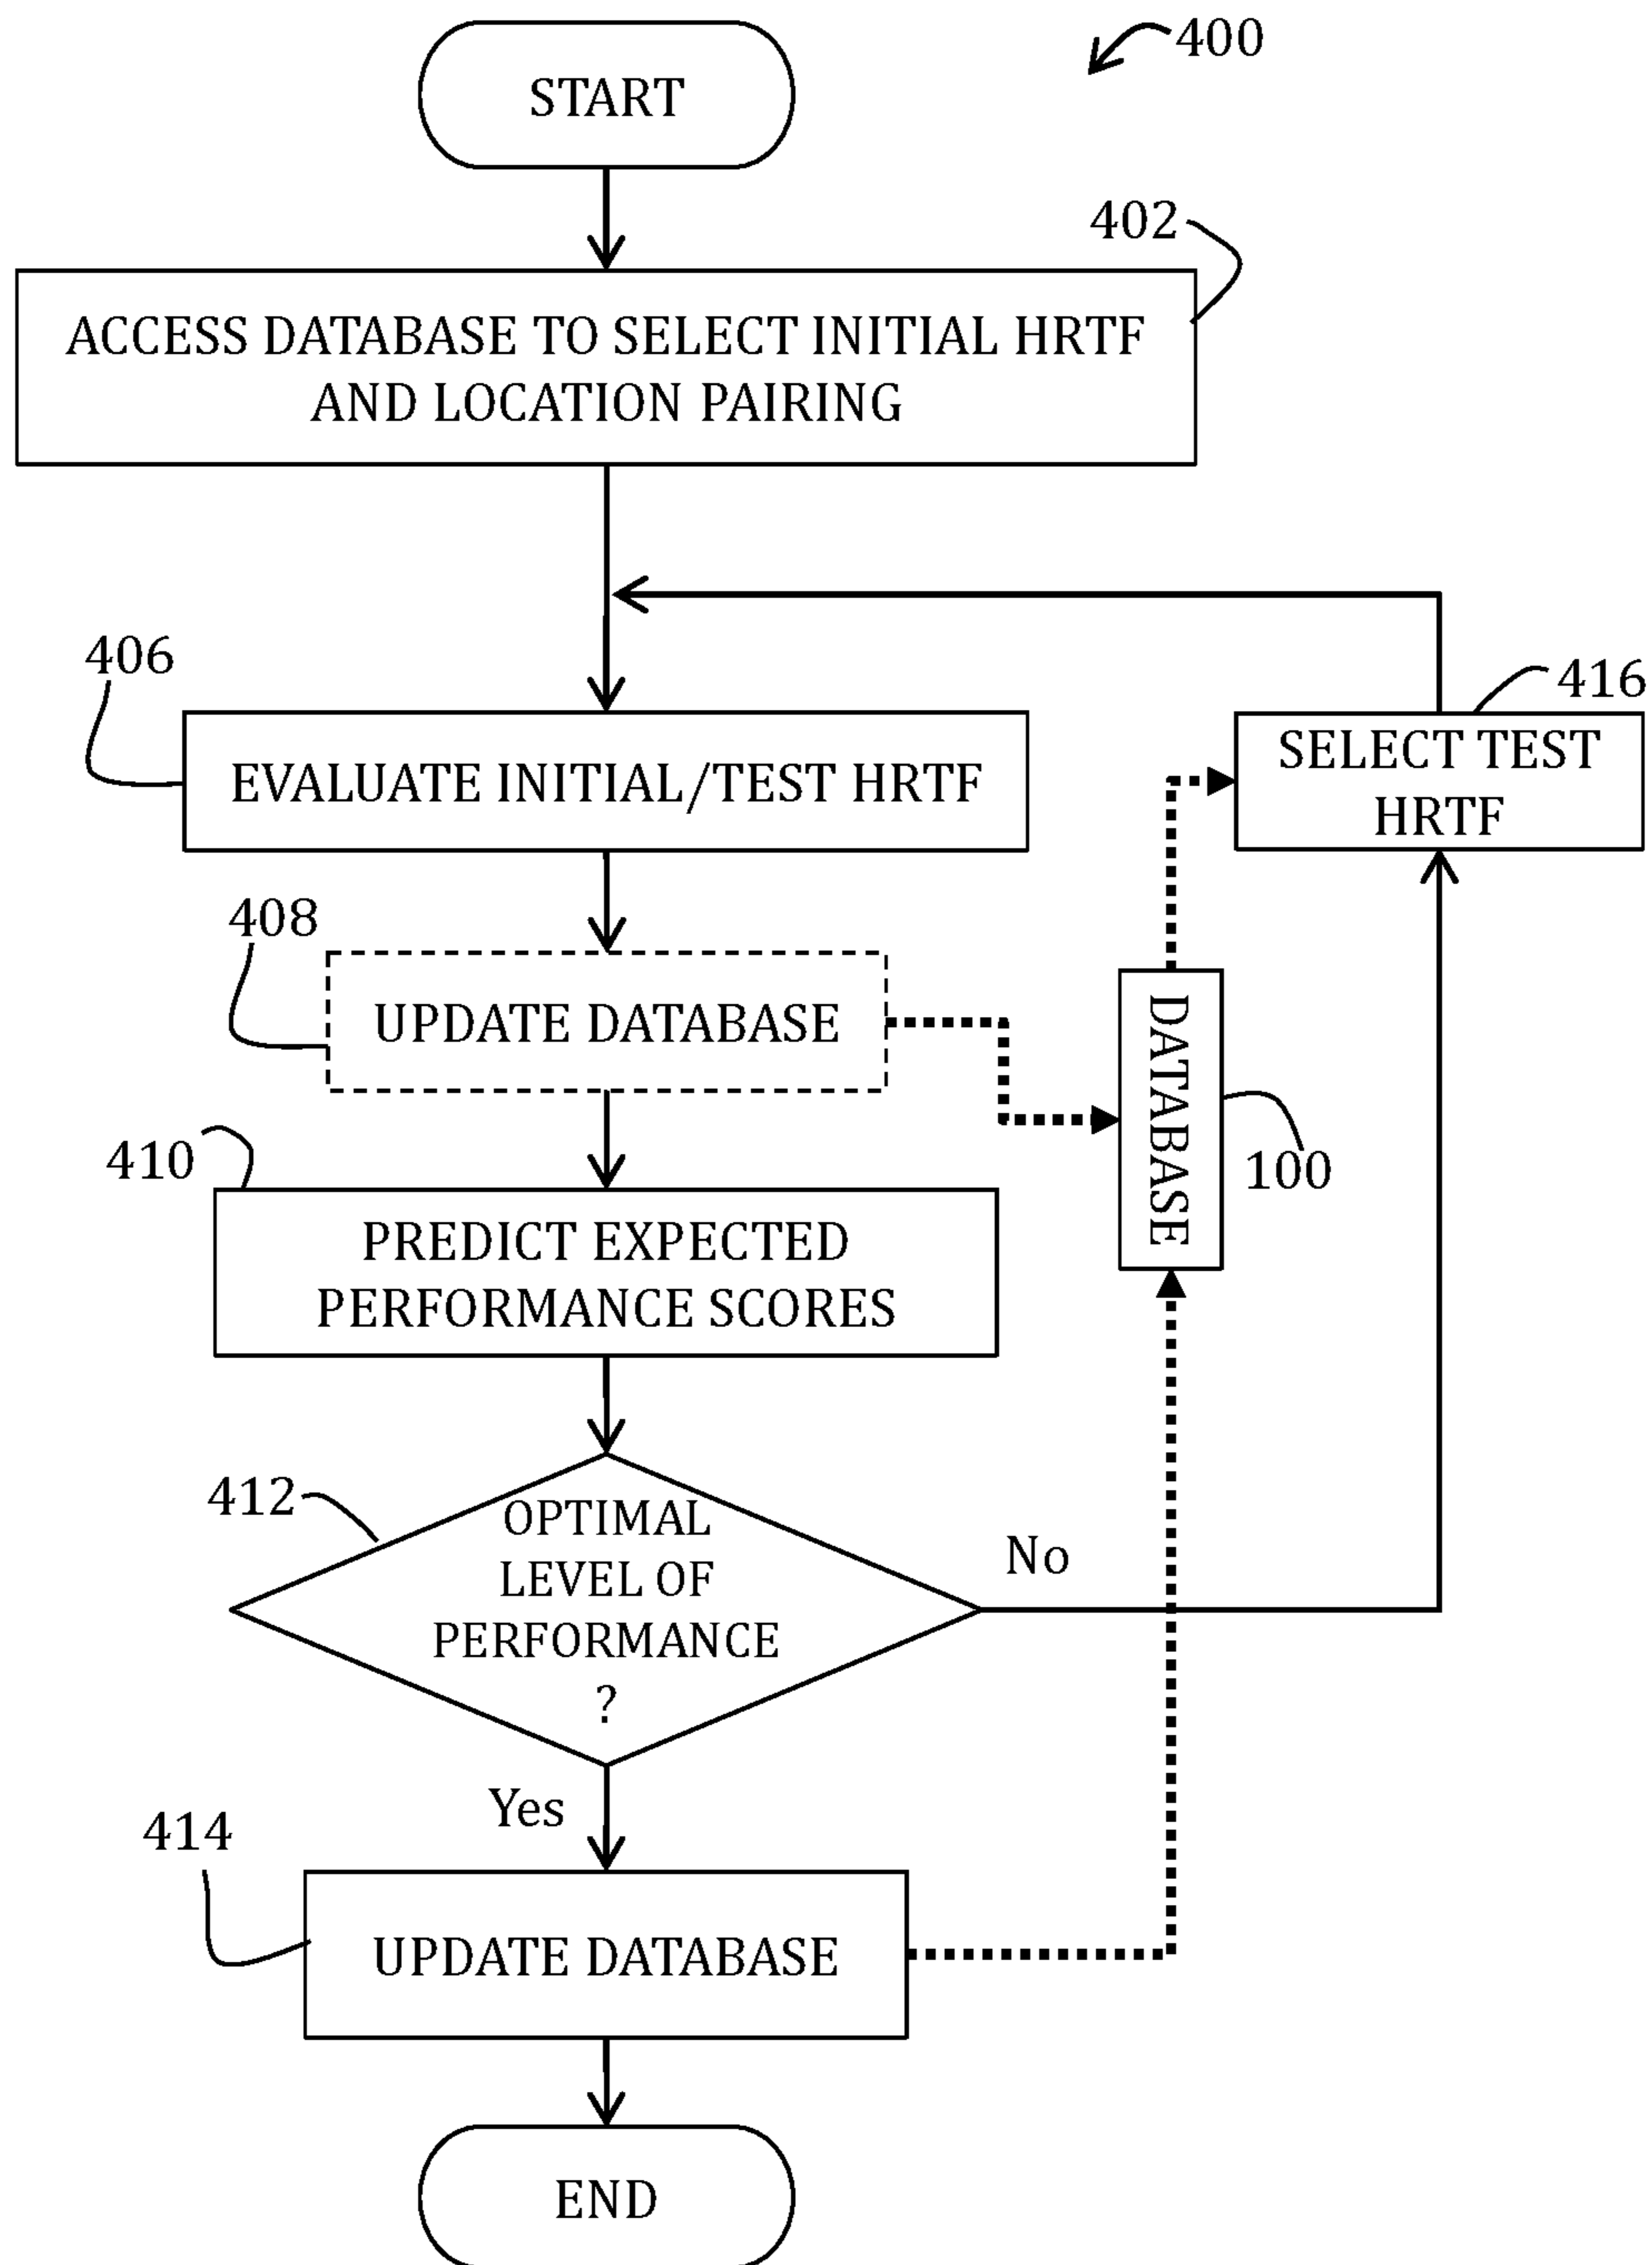 START
400
402
ACCESS DATABASE TO SELECT INITIAL HRTF
AND LOCATION PAIRING
406
416
EVALUATE INITIAL/TEST HRTF
SELECT TEST
HRTF
408
UPDATE DATABASE
DATABASE
100
410
PREDICT EXPECTED
PERFORMANCE SCORES
412
OPTIMAL
LEVEL OF
PERFORMANCE
?
No
Yes
414
UPDATE DATABASE
END